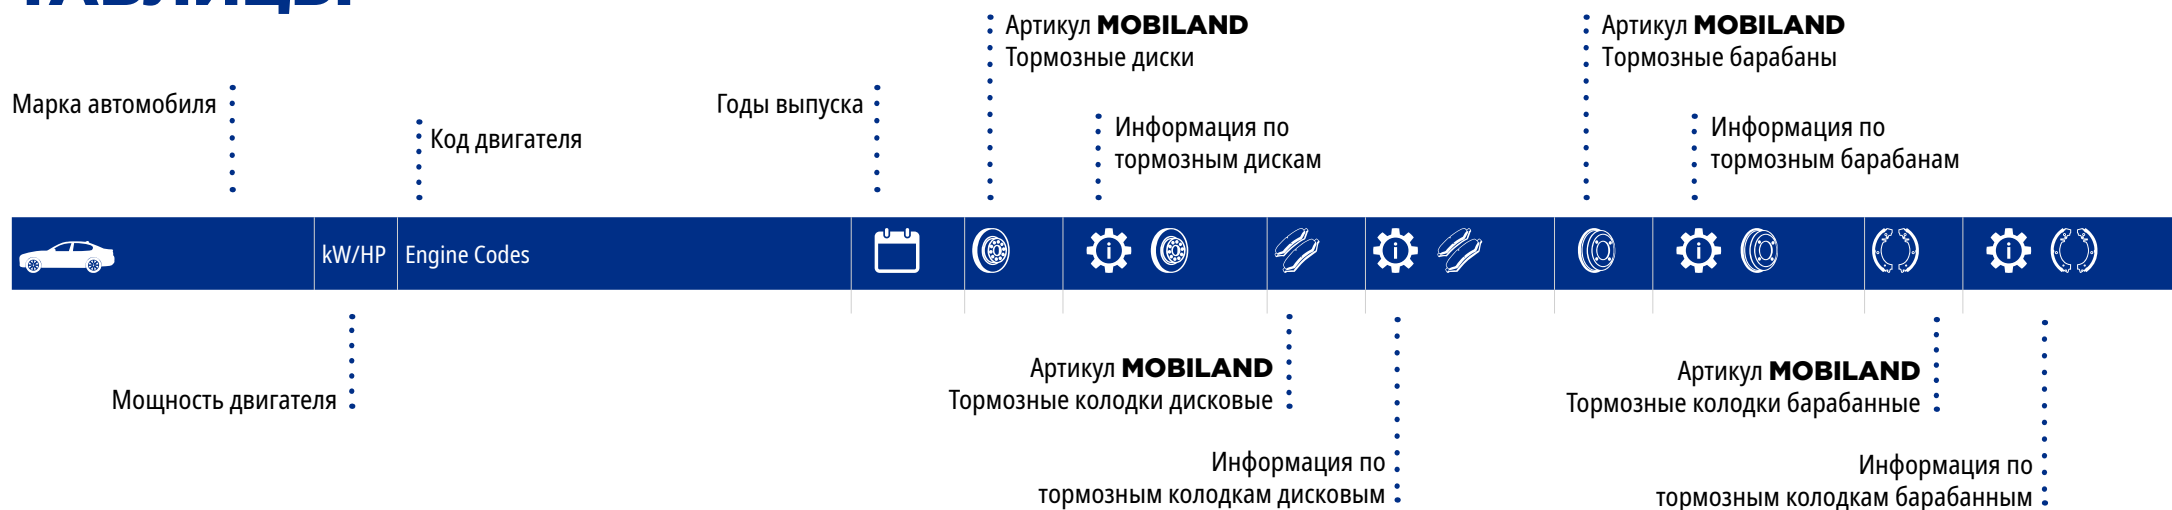 ТАБЛИЦЫ
Артикул MOBILAND
Тормозные диски
Артикул MOBILAND
Тормозные барабаны
Марка автомобиля
Код двигателя
Годы выпуска
Информация по
тормозным дискам
Информация по
тормозным барабанам
kW/HP
Engine Codes
Мощность двигателя
Артикул MOBILAND
Тормозные колодки дисковые
Информация по
тормозным колодкам дисковым
Артикул MOBILAND
Тормозные колодки барабанные
Информация по
тормозным колодкам барабанным